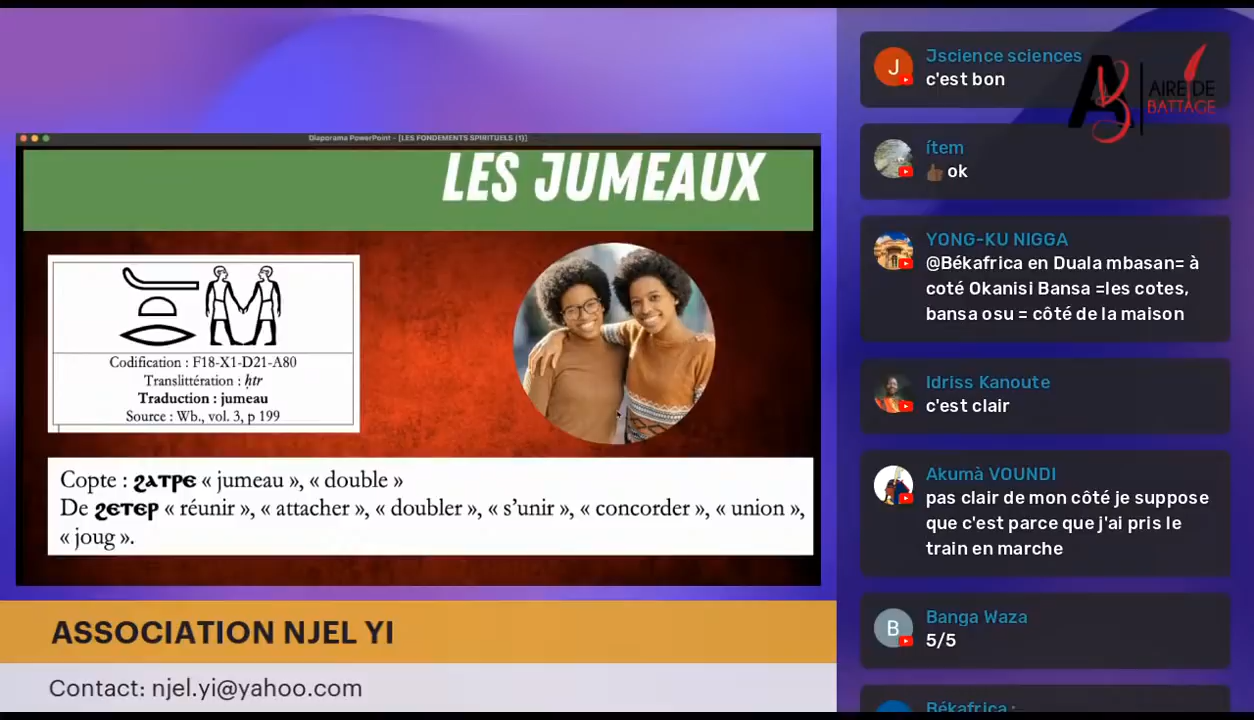 Diaporama PowerPoint - [LES FONDEMENTS SPIRITUELS (1)]
LES JUMEAUX
Codification : F18-X1-D21-A80
Translittération : ḥtr
Traduction : jumeau
Source : Wb., vol. 3, p 199
Copte : ϩⲁⲧⲣⲉ « jumeau », « double »
De ϩⲉⲧⲉⲣ « réunir », « attacher », « doubler », « s’unir », « concorder », « union »,
« joug ».
ASSOCIATION NJEL YI
Contact: njel.yi@yahoo.com
AIRE DE
BATTAGE
J
Jscience sciences
c'est bon
ítem
👍🏾ok
YONG-KU NIGGA
@Békafrica en Duala mbasan= à
coté Okanisi Bansa =les cotes,
bansa osu = côté de la maison
Idriss Kanoute
c'est clair
Akumà VOUNDI
pas clair de mon côté je suppose
que c'est parce que j'ai pris le
train en marche
B
Banga Waza
5/5
Békafrica :